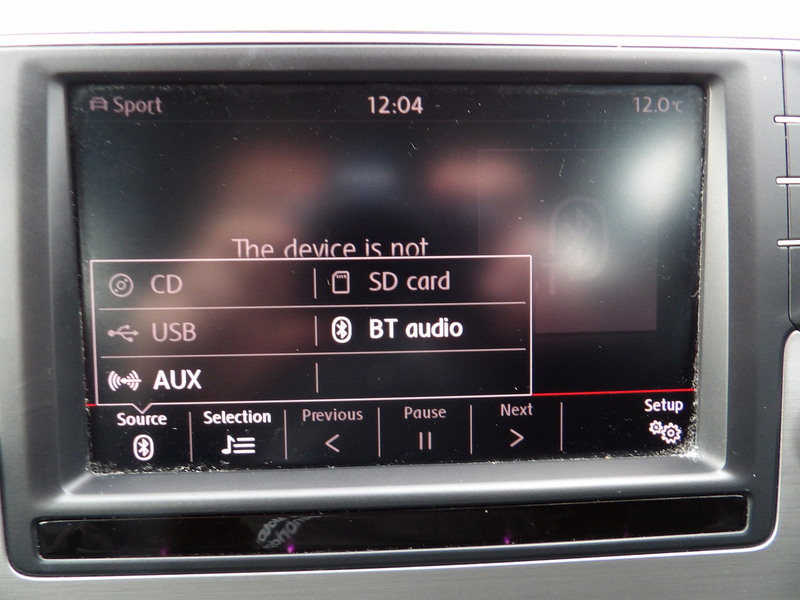 Sport 12:04 12.0°C
The device is not
CD SD card
USB BT audio
AUX
Source Selection Previous Pause Next Setup